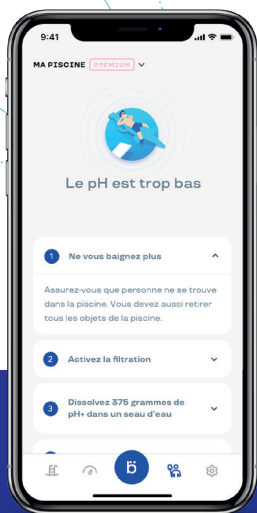 9:41
MA PISCINE PREMIUM
Le pH est trop bas
1 Ne vous baignez plus
Assurez-vous que personne ne se trouve
dans la piscine. Vous devez aussi retirer
tous les objets de la piscine.
2 Activez la filtration
3 Dissolvez 375 grammes de
pH+ dans un seau d'eau